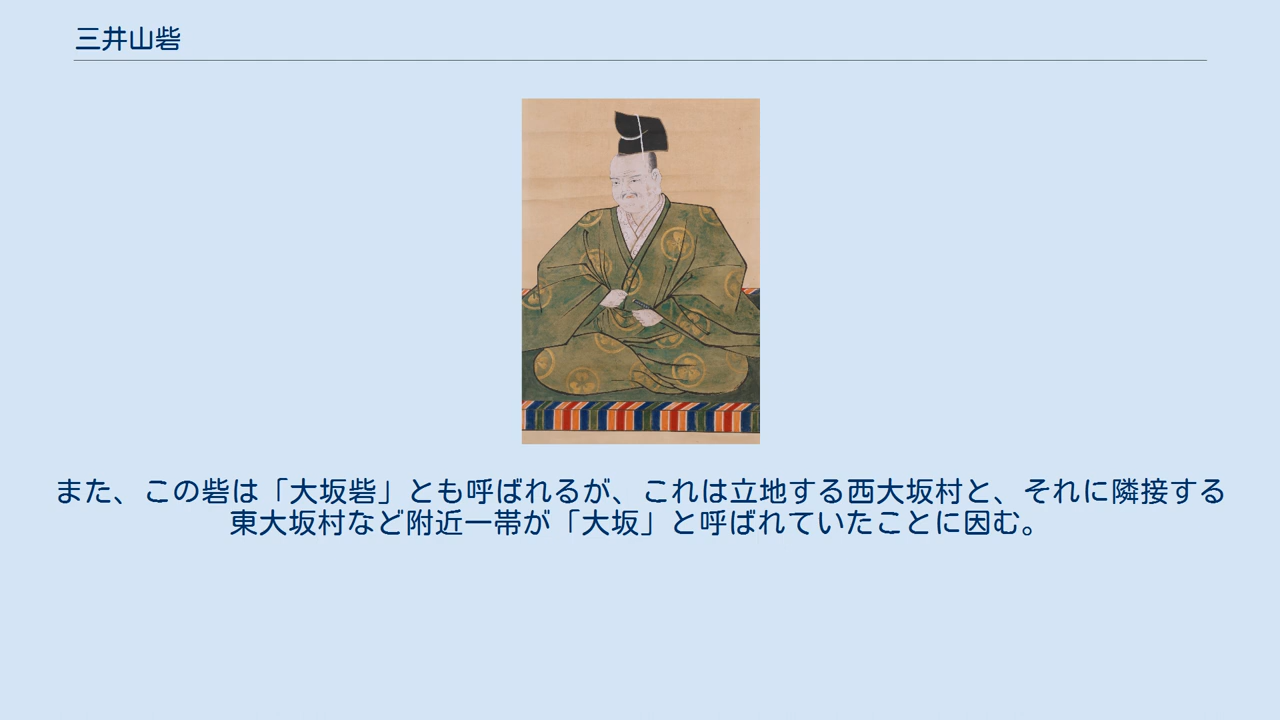 三井山砦
また、この砦は「大坂砦」とも呼ばれるが、これは立地する西大坂村と、それに隣接する
東大坂村など附近一帯が「大坂」と呼ばれていたことに因む。